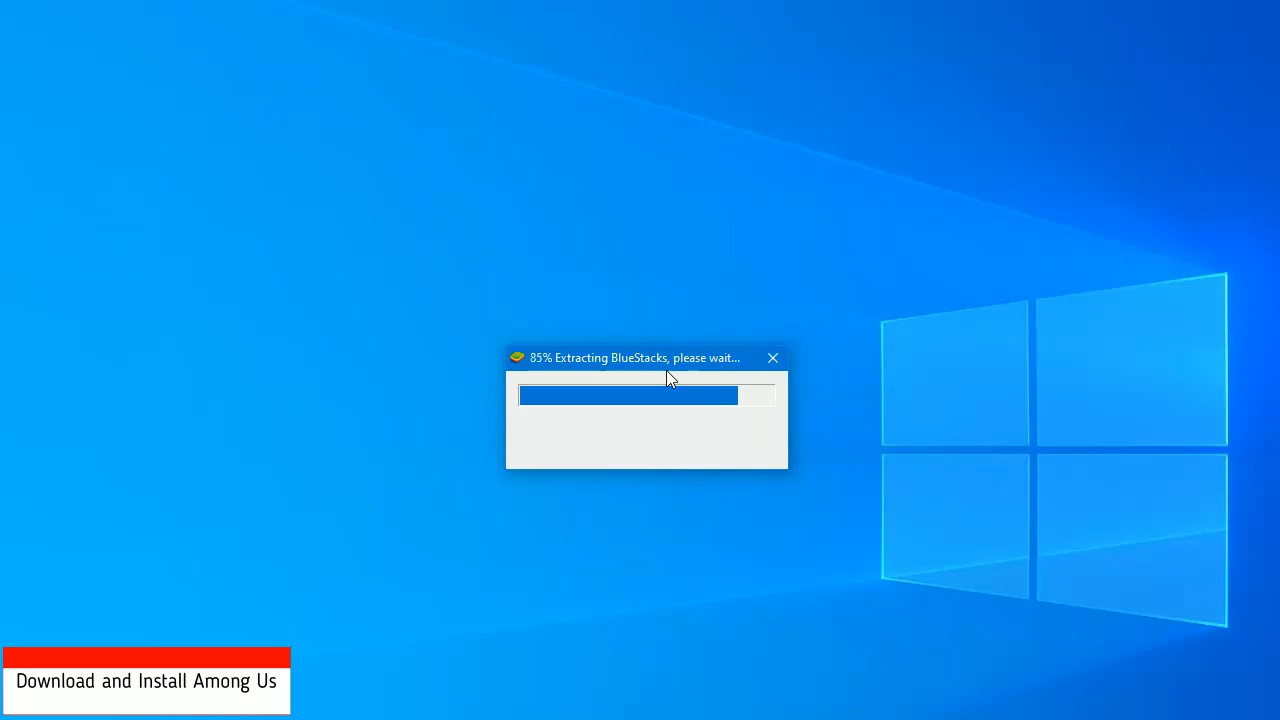 85% Extracting BlueStacks, please wait...
Download and Install Among Us